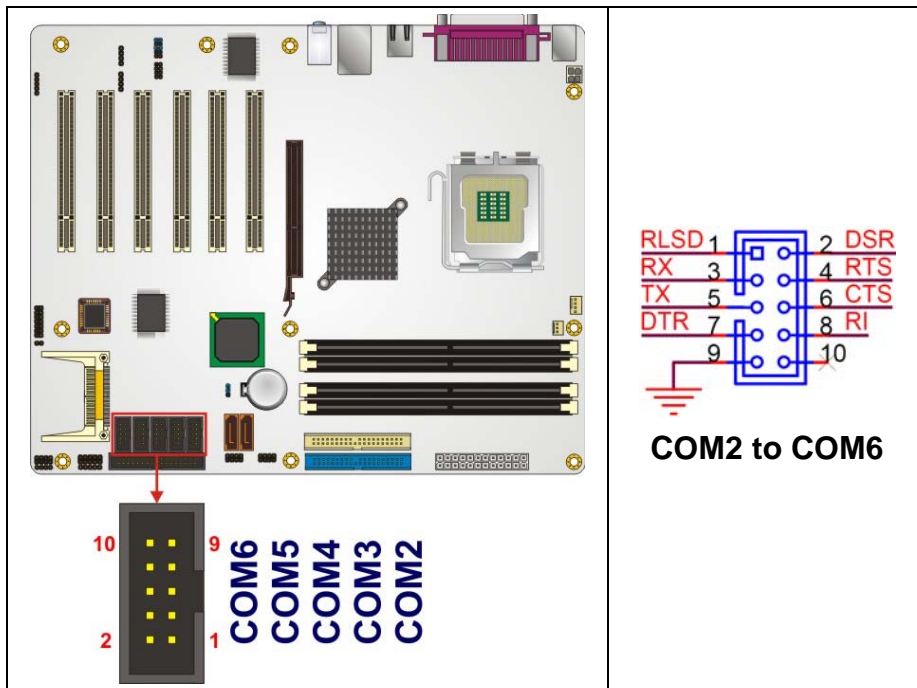 RLSD 1 2 DSR
RX 3 4 RTS
TX 5 6 CTS
DTR 7 8 RI
9 10
COM2 to COM6
10 9
2 1
COM6
COM5
COM4
COM3
COM2